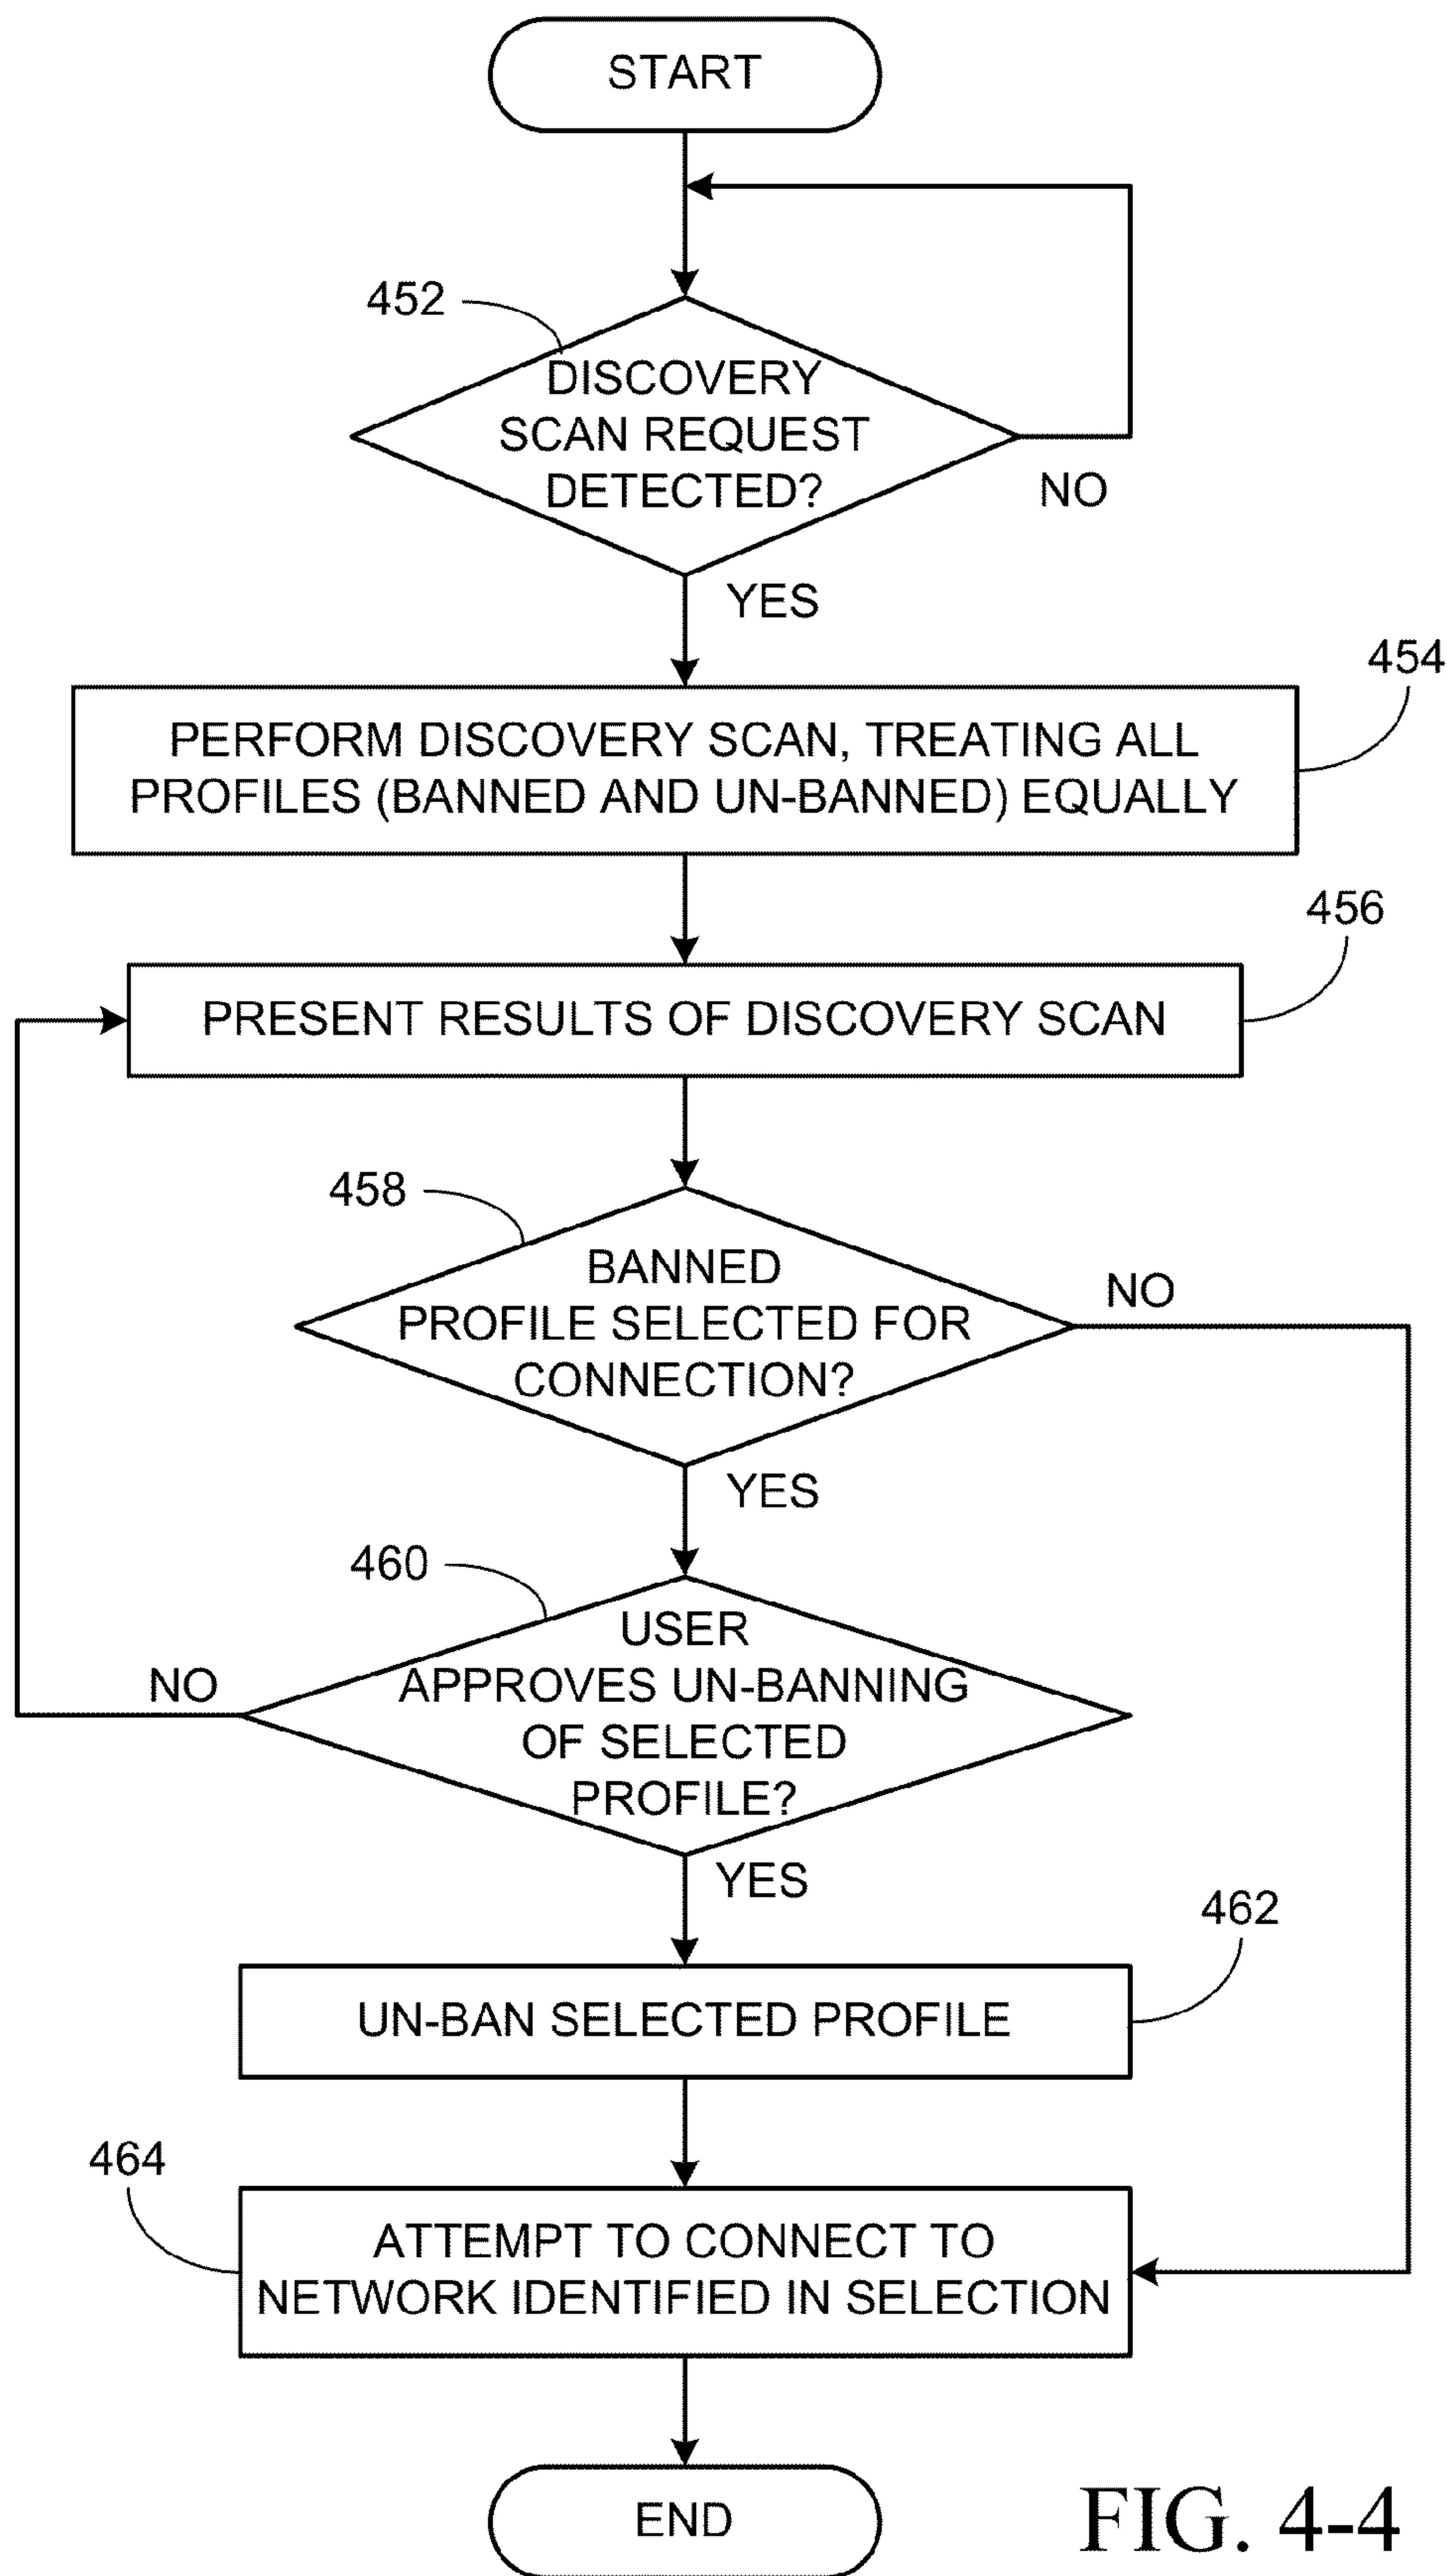 START
452
DISCOVERY
SCAN REQUEST
DETECTED?
NO
YES
454
PERFORM DISCOVERY SCAN, TREATING ALL
PROFILES (BANNED AND UN-BANNED) EQUALLY
456
PRESENT RESULTS OF DISCOVERY SCAN
458
BANNED
PROFILE SELECTED FOR
CONNECTION?
NO
YES
460
USER
APPROVES UN-BANNING
OF SELECTED
PROFILE?
NO
YES
462
UN-BAN SELECTED PROFILE
464
ATTEMPT TO CONNECT TO
NETWORK IDENTIFIED IN SELECTION
END
FIG. 4-4